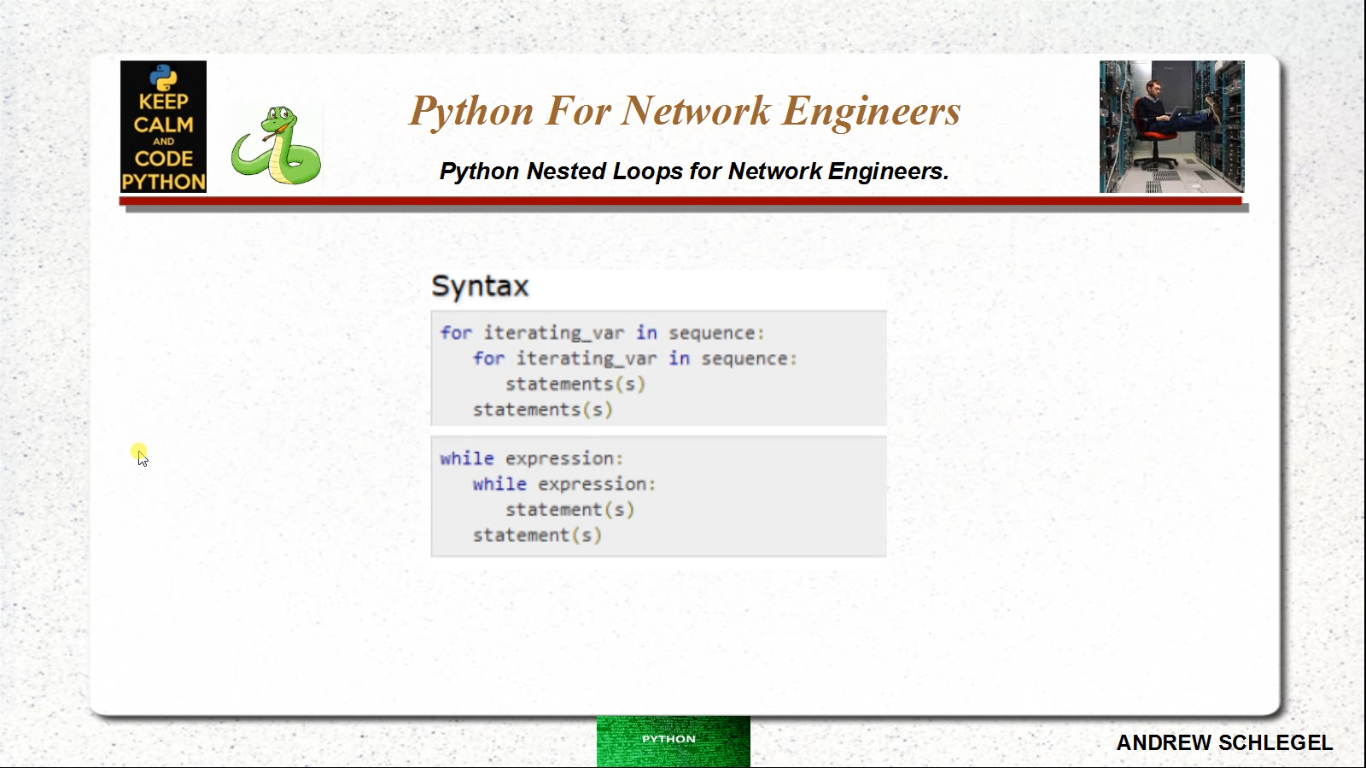 KEEP
CALM
AND
CODE
PYTHON
Python For Network Engineers
Python Nested Loops for Network Engineers.
Syntax
for iterating_var in sequence:
   for iterating_var in sequence:
      statements(s)
   statements(s)
while expression:
   while expression:
      statement(s)
   statement(s)
PYTHON
ANDREW SCHLEGEL